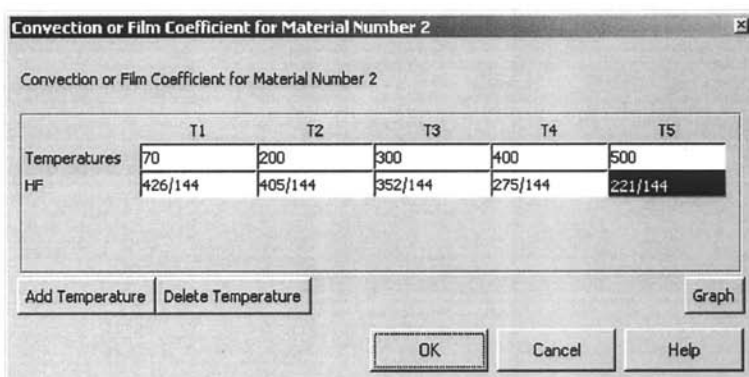 Convection or Film Coefficient for Material Number 2
Convection or Film Coefficient for Material Number 2
T1 T2 T3 T4 T5
Temperatures 70 200 300 400 500
HF 426/144 405/144 352/144 275/144 221/144
Add Temperature Delete Temperature Graph
OK Cancel Help